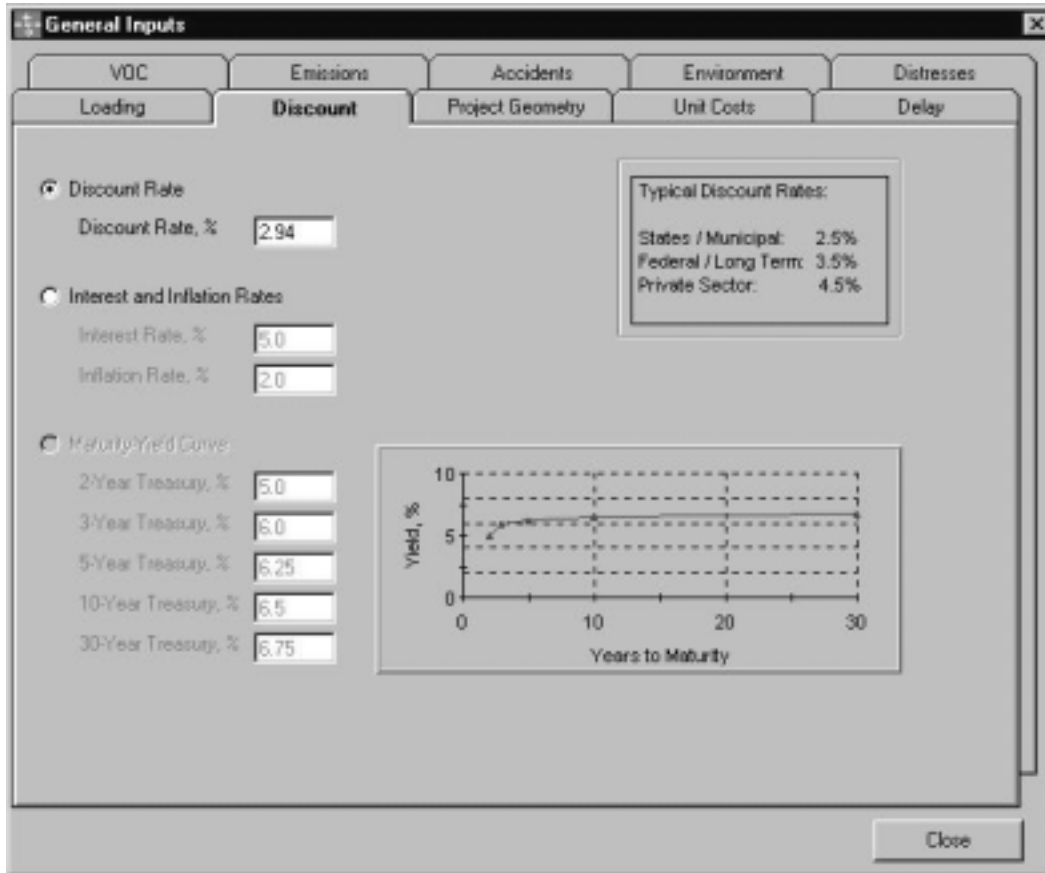 General Inputs
VOC Emissions Accidents Environment Distresses
Loading Discount Project Geometry Unit Costs Delay
Discount Rate
Discount Rate, % 2.94
Typical Discount Rates:
States / Municipal: 2.5%
Federal / Long Term: 3.5%
Private Sector: 4.5%
Interest and Inflation Rates
Interest Rate, % 5.0
Inflation Rate, % 2.0
Maturity-Yield Curve
2-Year Treasury, % 5.0
3-Year Treasury, % 6.0
5-Year Treasury, % 6.25
10-Year Treasury, % 6.5
30-Year Treasury, % 6.75
Yield, %
10
5
0
0 10 20 30
Years to Maturity
Close